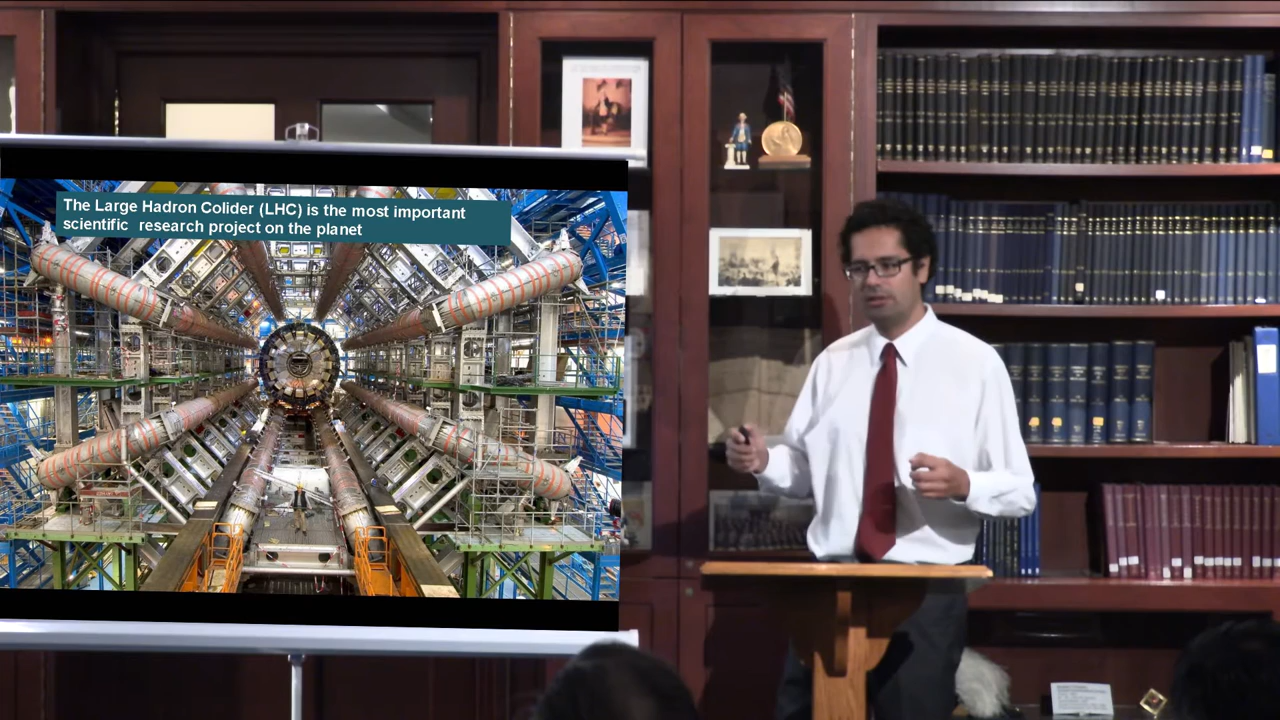 The Large Hadron Colider (LHC) is the most important
scientific  research project on the planet